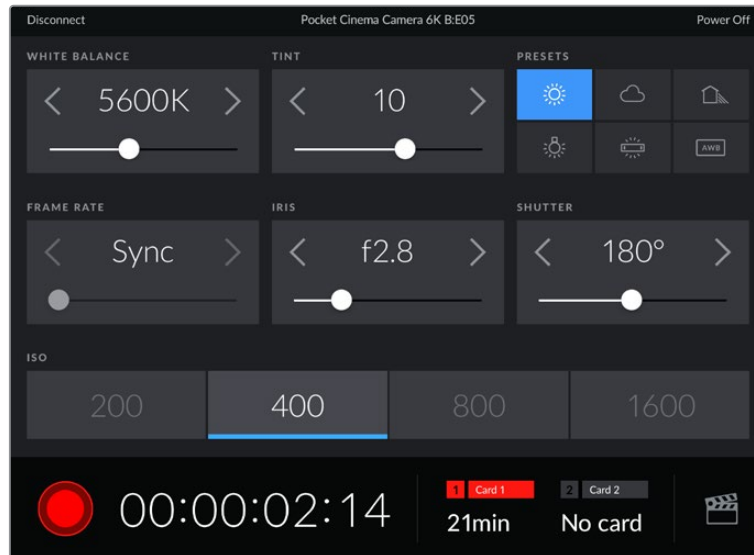 Disconnect Pocket Cinema Camera 6K B:E05 Power Off
WHITE BALANCE TINT PRESETS
5600K 10
AWB
FRAME RATE IRIS SHUTTER
Sync f2.8 180°
ISO
200 400 800 1600
1 Card 1 2 Card 2
00:00:02:14 21min No card